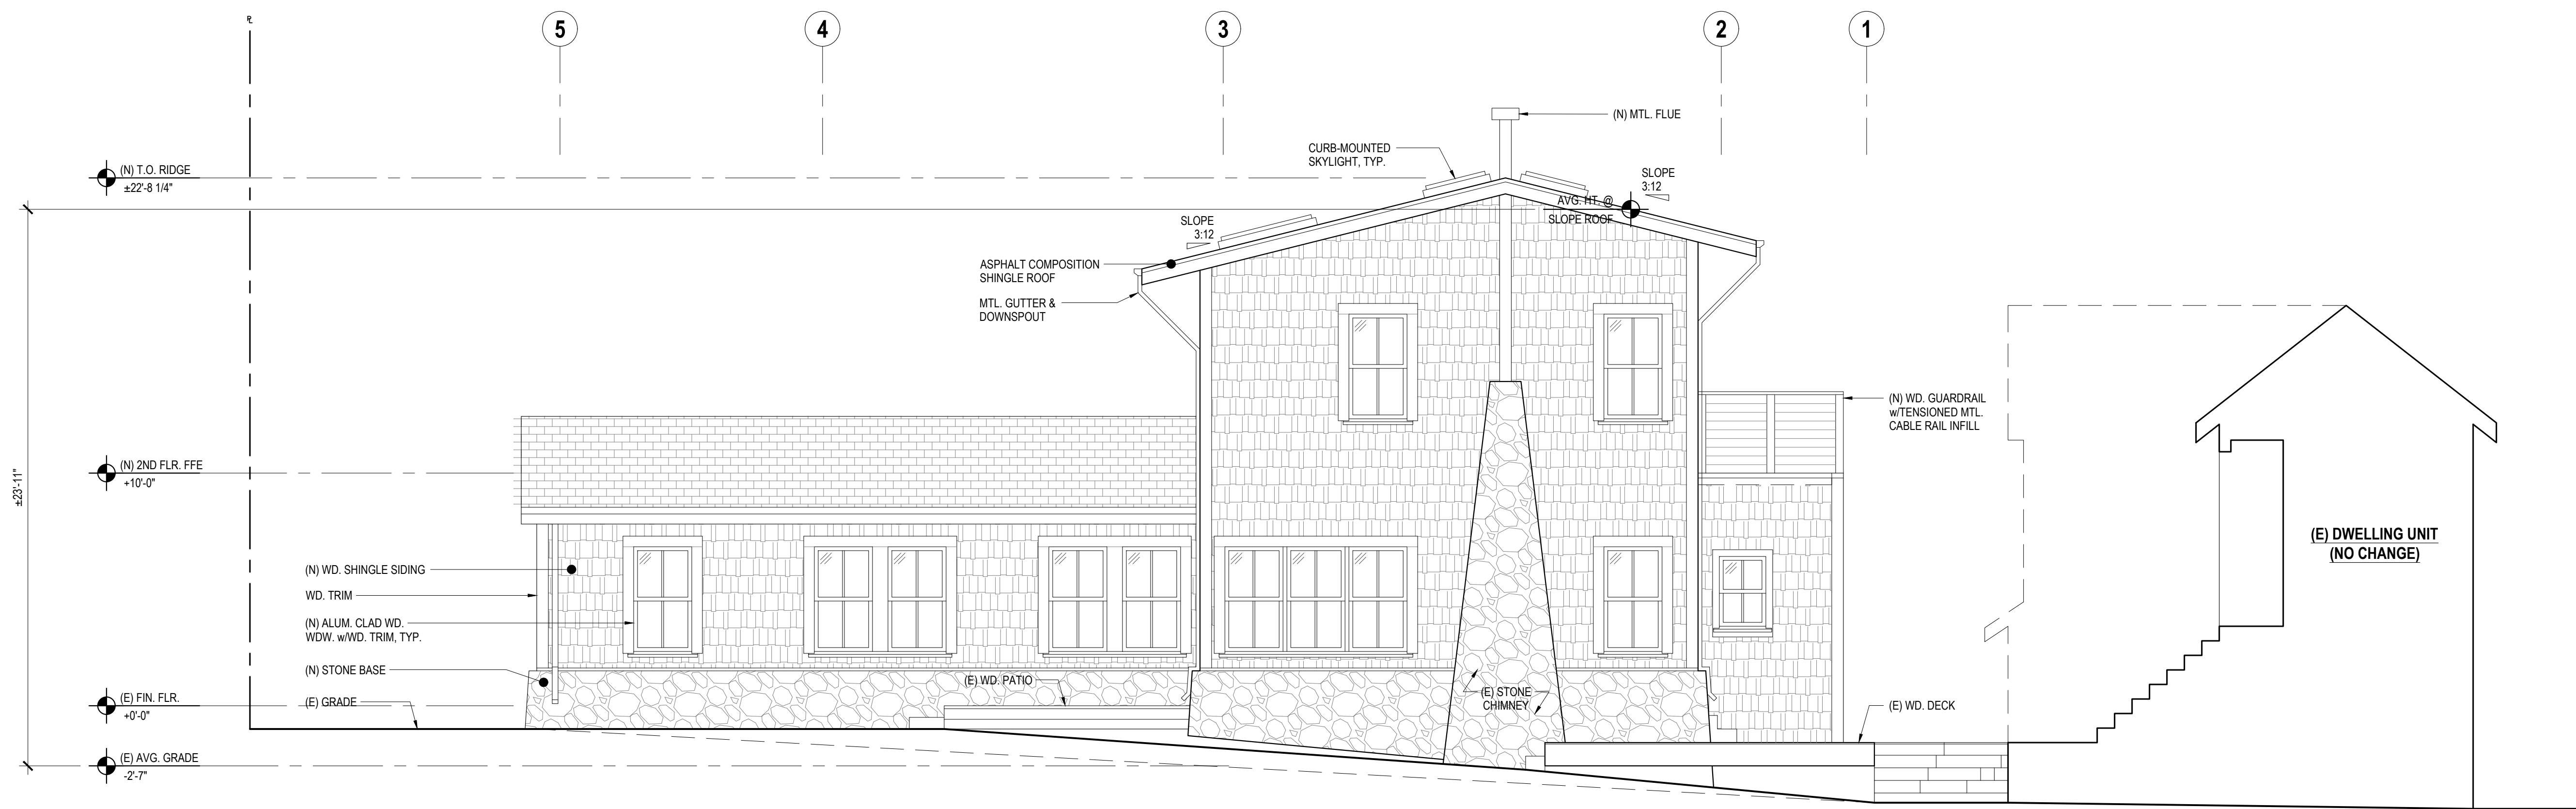 ℄
5
4
3
2
1
(N) MTL. FLUE
CURB-MOUNTED
SKYLIGHT, TYP.
(N) T.O. RIDGE
±22'-8 1/4"
SLOPE
3:12
AVG. HT. @
SLOPE ROOF
SLOPE
3:12
ASPHALT COMPOSITION
SHINGLE ROOF
MTL. GUTTER &
DOWNSPOUT
(N) WD. GUARDRAIL
w/TENSIONED MTL.
CABLE RAIL INFILL
(N) 2ND FLR. FFE
+10'-0"
±23'-11"
(E) DWELLING UNIT
(NO CHANGE)
(N) WD. SHINGLE SIDING
WD. TRIM
(N) ALUM. CLAD WD.
WDW. w/WD. TRIM, TYP.
(N) STONE BASE
(E) WD. PATIO
(E) STONE
CHIMNEY
(E) FIN. FLR.
+0'-0"
(E) GRADE
(E) WD. DECK
(E) AVG. GRADE
-2'-7"